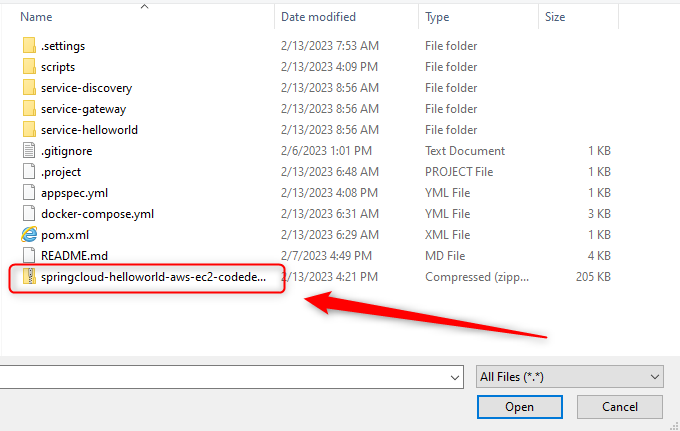 Name Date modified Type Size
.settings 2/13/2023 7:53 AM File folder
scripts 2/13/2023 4:09 PM File folder
service-discovery 2/13/2023 8:56 AM File folder
service-gateway 2/13/2023 8:56 AM File folder
service-helloworld 2/13/2023 8:56 AM File folder
.gitignore 2/6/2023 1:01 PM Text Document 1 KB
.project 2/13/2023 6:48 AM PROJECT File 1 KB
appspec.yml 2/13/2023 4:08 PM YML File 1 KB
docker-compose.yml 2/13/2023 6:31 AM YML File 3 KB
pom.xml 2/13/2023 6:29 AM XML File 1 KB
README.md 2/7/2023 4:49 PM MD File 4 KB
springcloud-helloworld-aws-ec2-codede... 2/13/2023 4:21 PM Compressed (zipp... 205 KB
All Files (*.*)
Open Cancel